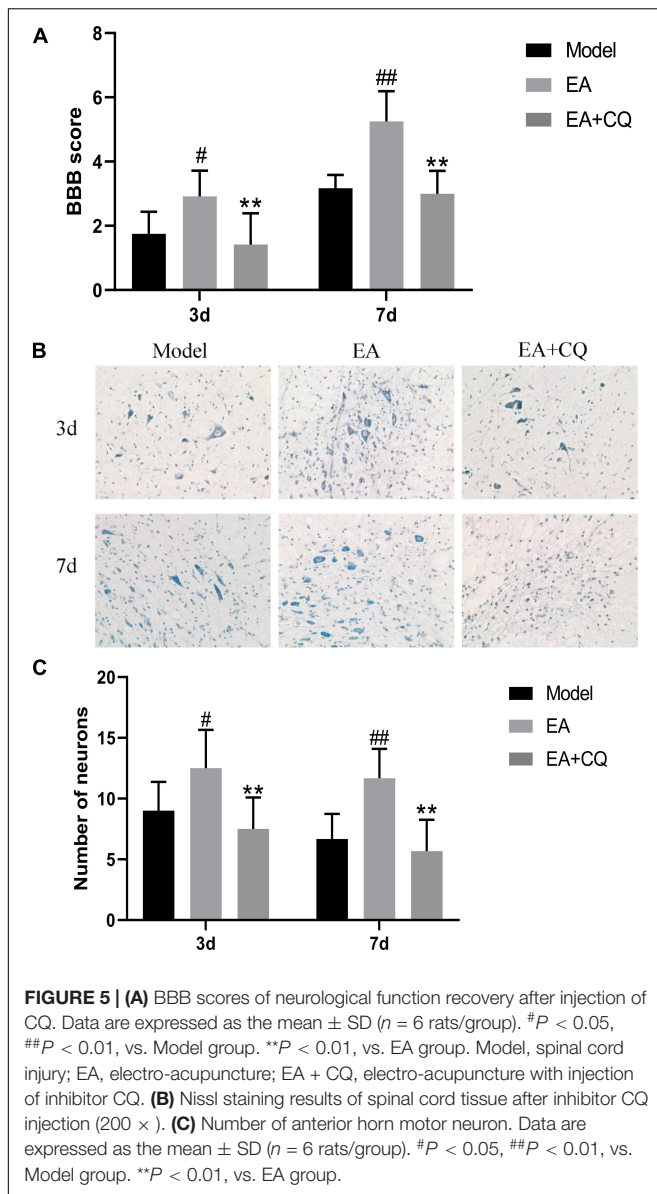 A
8
6
4
2
0
BBB score
#
**
##
**
3d
7d
Model
EA
EA+CQ
B
Model EA EA+CQ
3d
7d
C
20
15
10
5
0
Number of neurons
#
**
##
**
3d
7d
Model
EA
EA+CQ
FIGURE 5 | (A) BBB scores of neurological function recovery after injection of
CQ. Data are expressed as the mean ± SD (n = 6 rats/group). #P < 0.05,
##P < 0.01, vs. Model group. **P < 0.01, vs. EA group. Model, spinal cord
injury; EA, electro-acupuncture; EA + CQ, electro-acupuncture with injection
of inhibitor CQ. (B) Nissl staining results of spinal cord tissue after inhibitor CQ
injection (200 ×). (C) Number of anterior horn motor neuron. Data are
expressed as the mean ± SD (n = 6 rats/group). #P < 0.05, ##P < 0.01, vs.
Model group. **P < 0.01, vs. EA group.